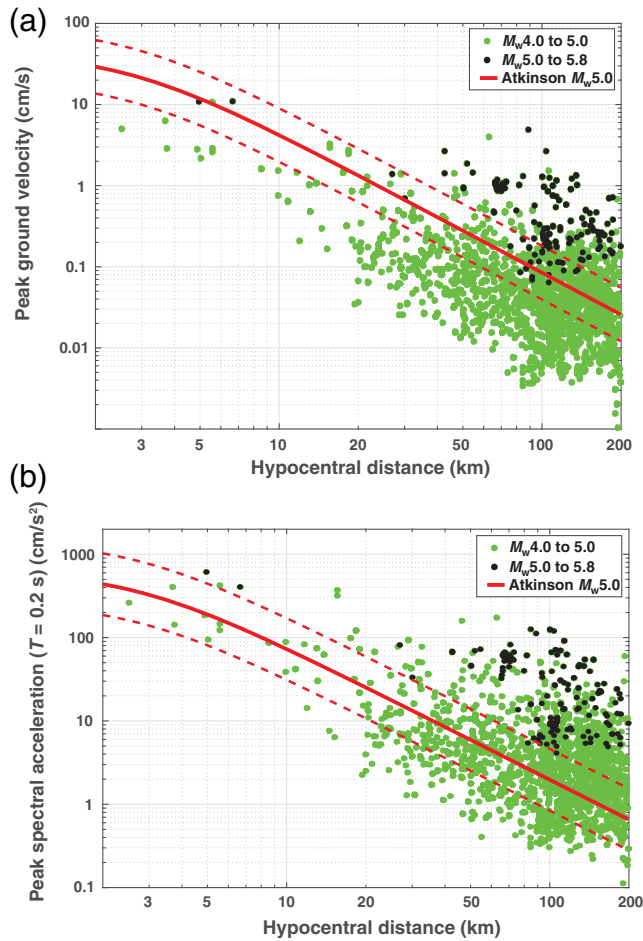 (a)
100
10
1
0.1
0.01
Peak ground velocity (cm/s)
Mw4.0 to 5.0
Mw5.0 to 5.8
Atkinson Mw5.0
3 5 10 20 30 50 100 200
Hypocentral distance (km)
(b)
1000
100
10
1
0.1
Peak spectral acceleration (T = 0.2 s) (cm/s²)
Mw4.0 to 5.0
Mw5.0 to 5.8
Atkinson Mw5.0
3 5 10 20 30 50 100 200
Hypocentral distance (km)